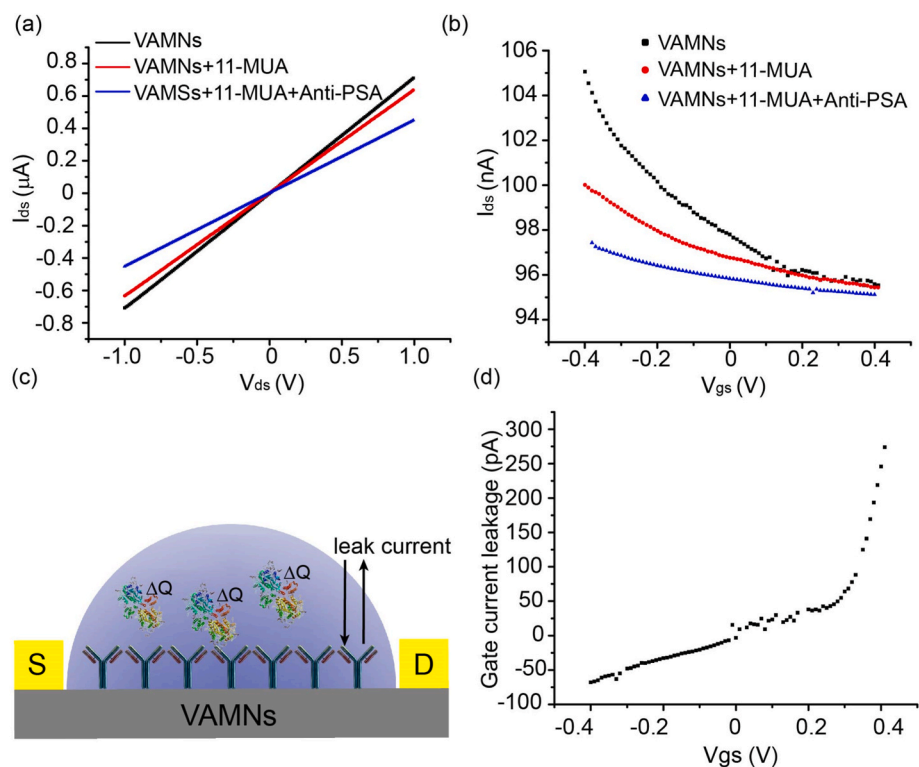 (a)
VAMNs
VAMNs+11-MUA
VAMSs+11-MUA+Anti-PSA
0.8
0.6
0.4
0.2
0
-0.2
-0.4
-0.6
-0.8
Ids (μA)
-1.0 -0.5 0 0.5 1.0
Vds (V)
(b)
VAMNs
VAMNs+11-MUA
VAMNs+11-MUA+Anti-PSA
106
104
102
100
98
96
94
Ids (nA)
-0.4 -0.2 0 0.2 0.4
Vgs (V)
(c)
leak current
ΔQ
ΔQ
ΔQ
S
D
VAMNs
(d)
300
250
200
150
100
50
0
-50
-100
Gate current leakage (pA)
-0.4 -0.2 0 0.2 0.4
Vgs (V)